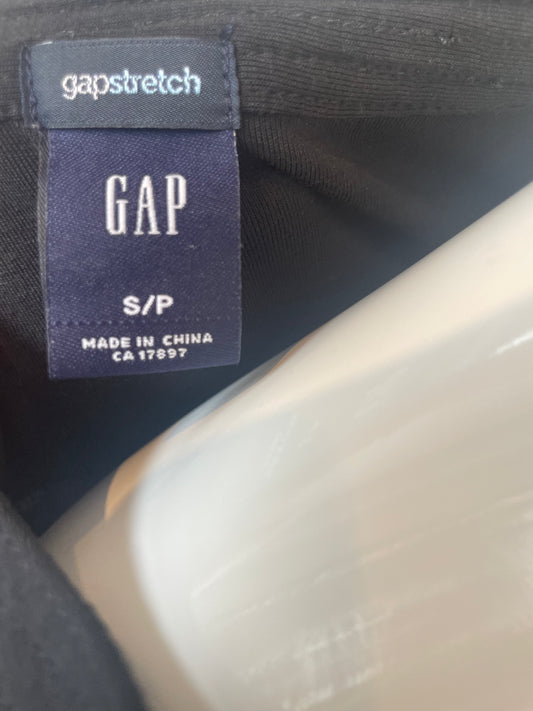 gapstretch
GAP
S/P
MADE IN CHINA
CA 17897